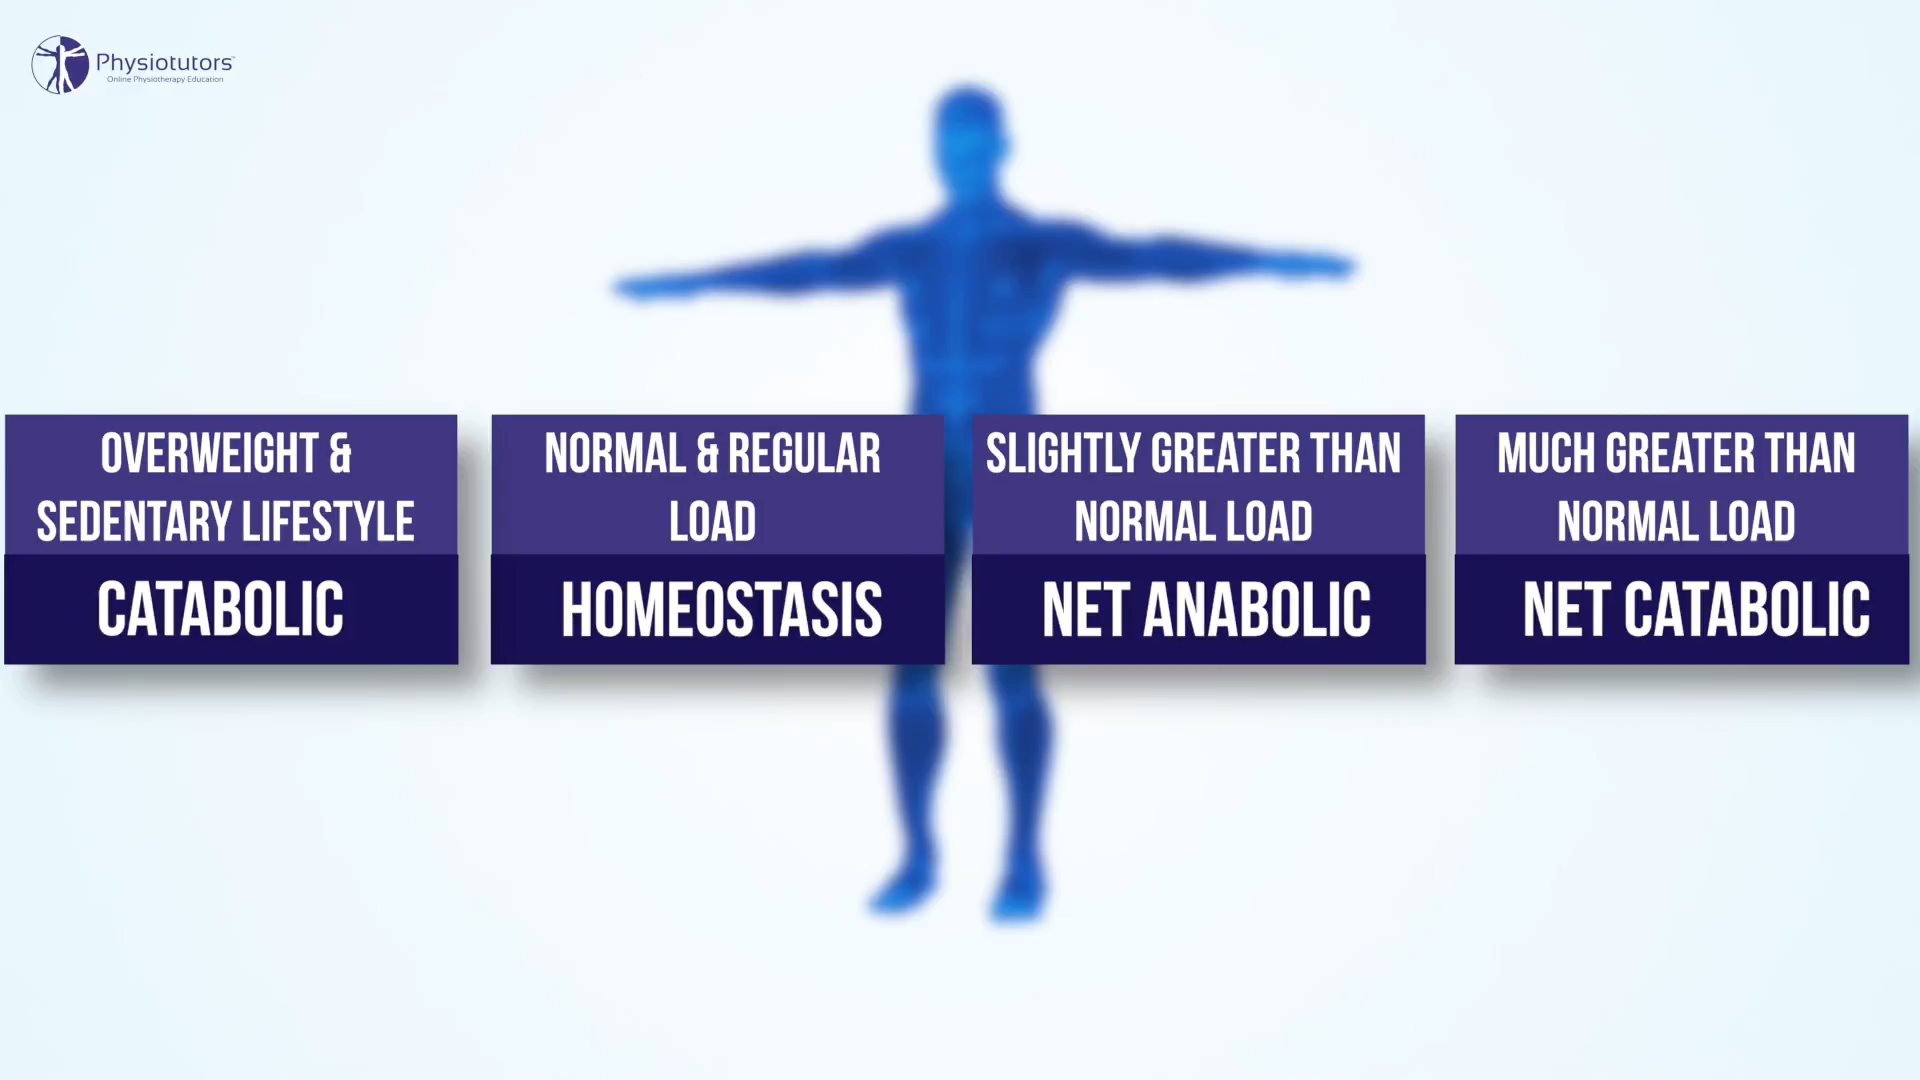 Physiotutors
Online Physiotherapy Education
OVERWEIGHT &
SEDENTARY LIFESTYLE
CATABOLIC
NORMAL & REGULAR
LOAD
HOMEOSTASIS
SLIGHTLY GREATER THAN
NORMAL LOAD
NET ANABOLIC
MUCH GREATER THAN
NORMAL LOAD
NET CATABOLIC